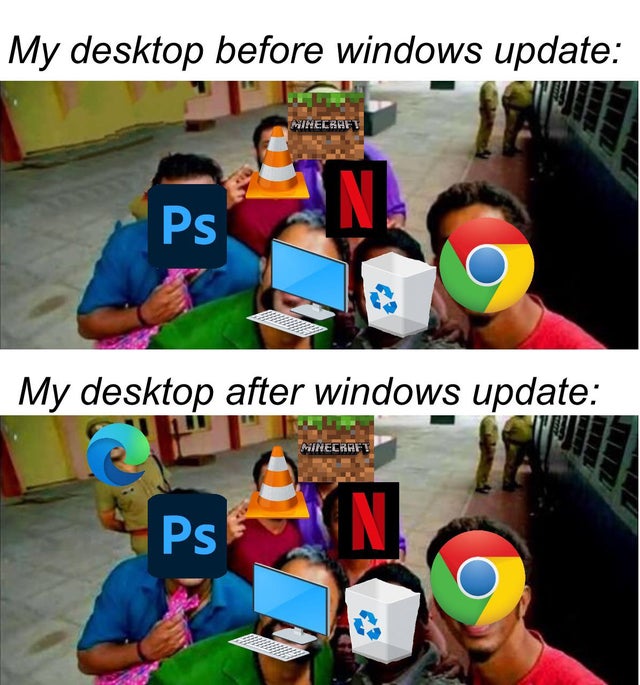 My desktop before windows update:
MINECRAFT
Ps
N
My desktop after windows update:
MINECRAFT
Ps
N